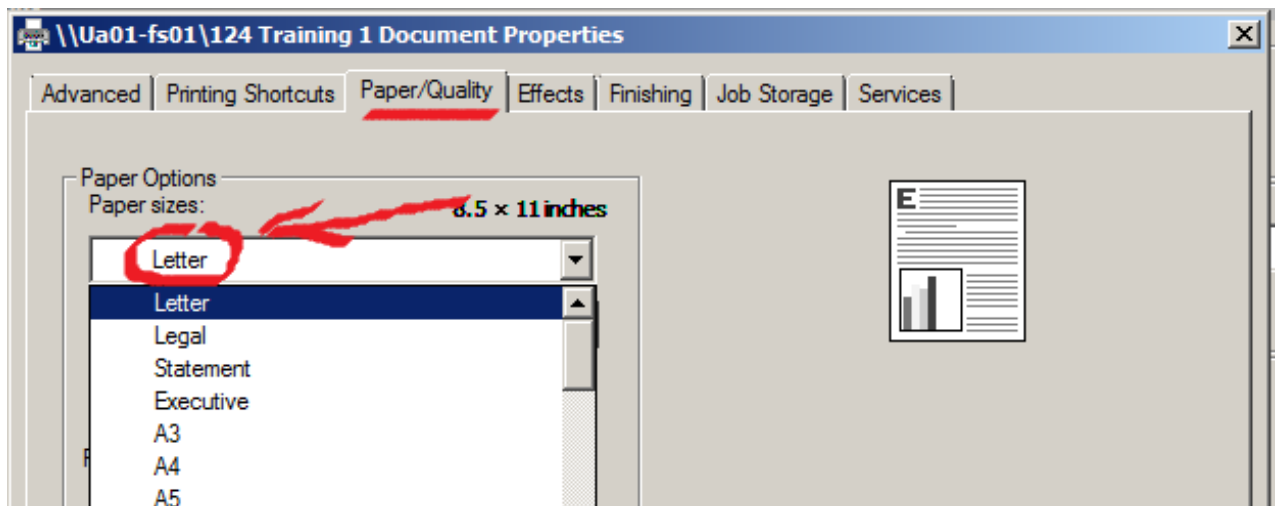 \\Ua01-fs01\124 Training 1 Document Properties
Advanced Printing Shortcuts Paper/Quality Effects Finishing Job Storage Services
Paper Options
Paper sizes: 8.5 × 11 inches
Letter
Letter
Legal
Statement
Executive
A3
A4
A5
E